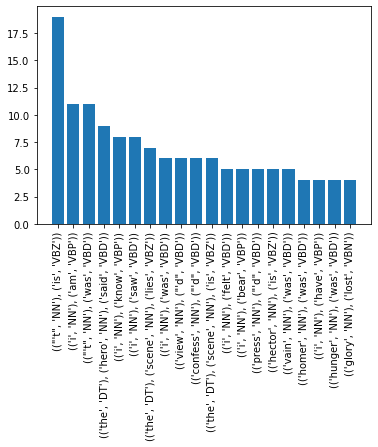 17.5
15.0
12.5
10.0
7.5
5.0
2.5
0.0
(("'t", 'NN'), ('is', 'VBZ'))
(('i', 'NN'), ('am', 'VBP'))
(("'t", 'NN'), ('was', 'VBD'))
(('the', 'DT'), ('hero', 'NN'), ('said', 'VBD'))
(('i', 'NN'), ('know', 'VBP'))
(('i', 'NN'), ('saw', 'VBD'))
(('the', 'DT'), ('scene', 'NN'), ('lies', 'VBZ'))
(('i', 'NN'), ('was', 'VBD'))
(('view', 'NN'), ("'d", 'VBD'))
(('confess', 'NN'), ("'d", 'VBD'))
(('the', 'DT'), ('scene', 'NN'), ('is', 'VBZ'))
(('i', 'NN'), ('felt', 'VBD'))
(('i', 'NN'), ('bear', 'VBP'))
(('press', 'NN'), ("'d", 'VBD'))
(('hector', 'NN'), ('is', 'VBZ'))
(('vain', 'NN'), ('was', 'VBD'))
(('homer', 'NN'), ('was', 'VBD'))
(('i', 'NN'), ('have', 'VBP'))
(('hunger', 'NN'), ('was', 'VBD'))
(('glory', 'NN'), ('lost', 'VBN'))